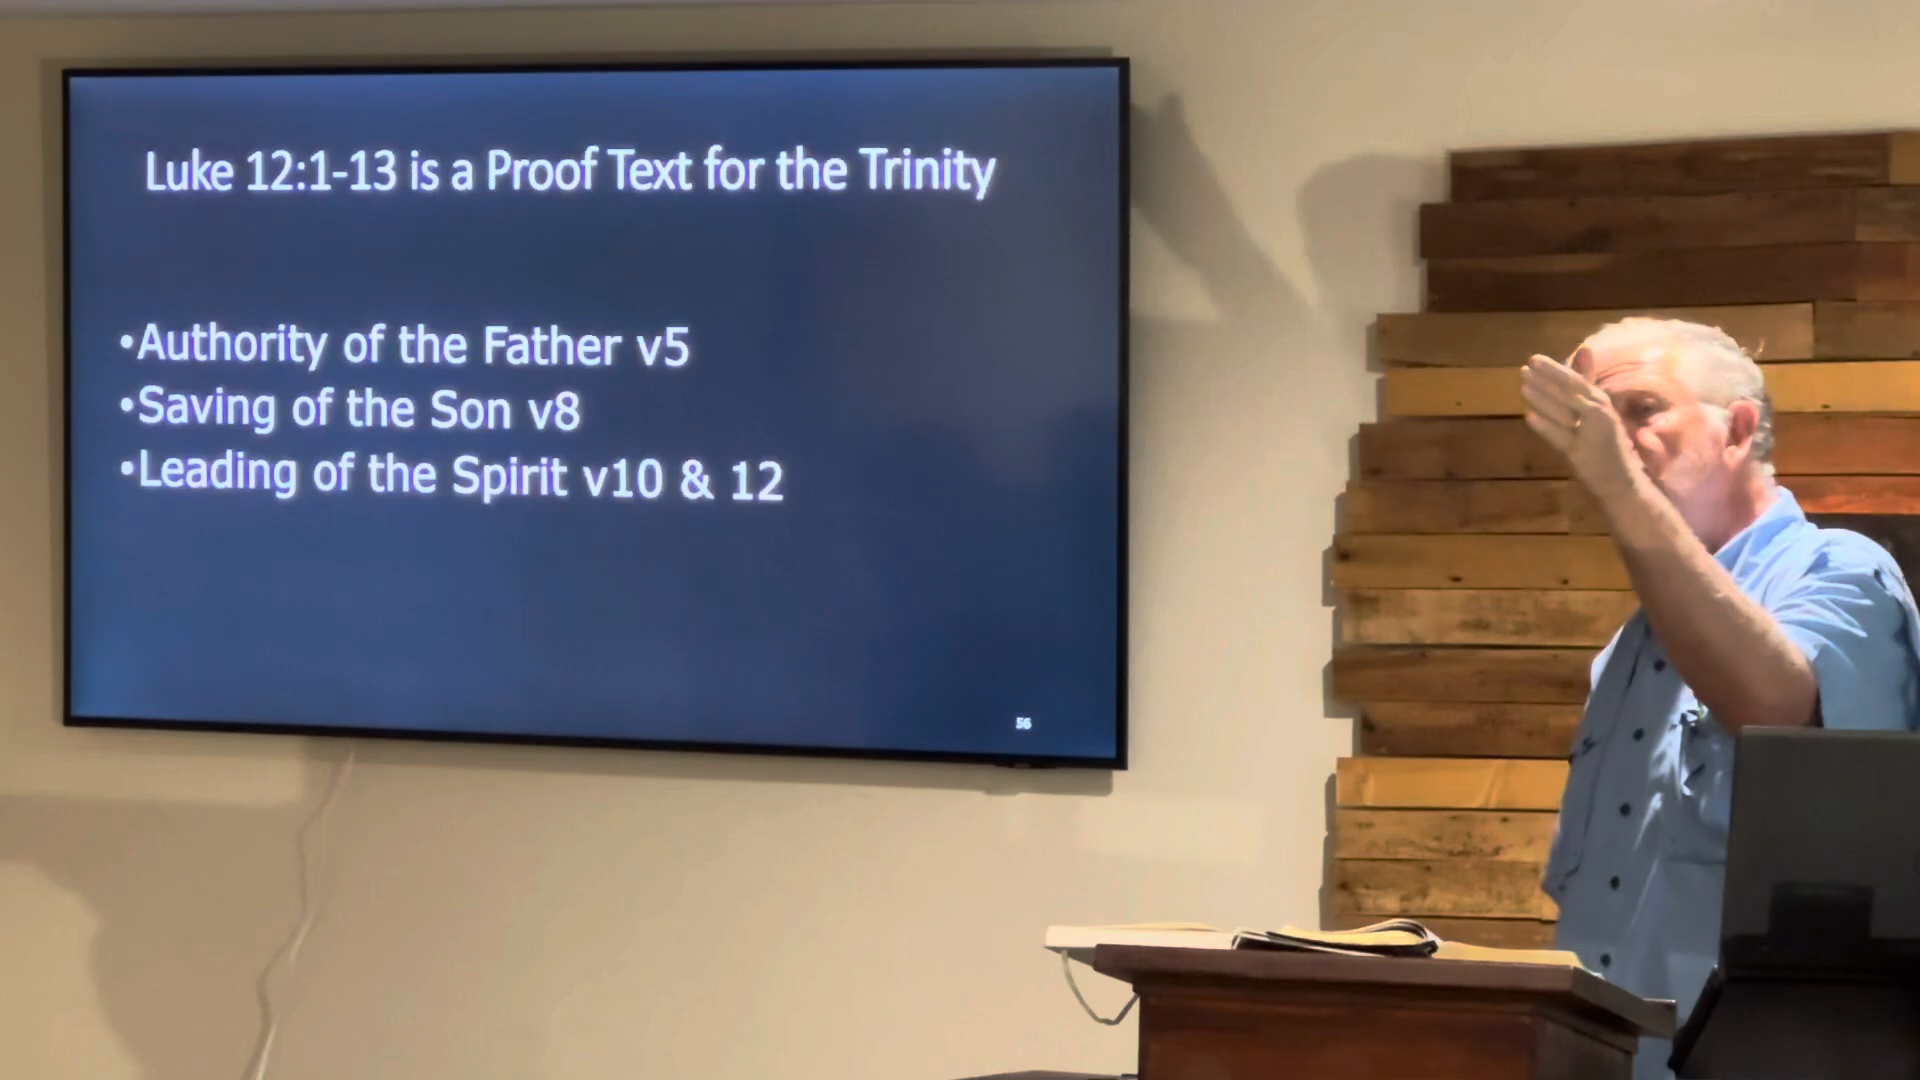 Luke 12:1-13 is a Proof Text for the Trinity
•Authority of the Father v5
•Saving of the Son v8
•Leading of the Spirit v10 & 12
56